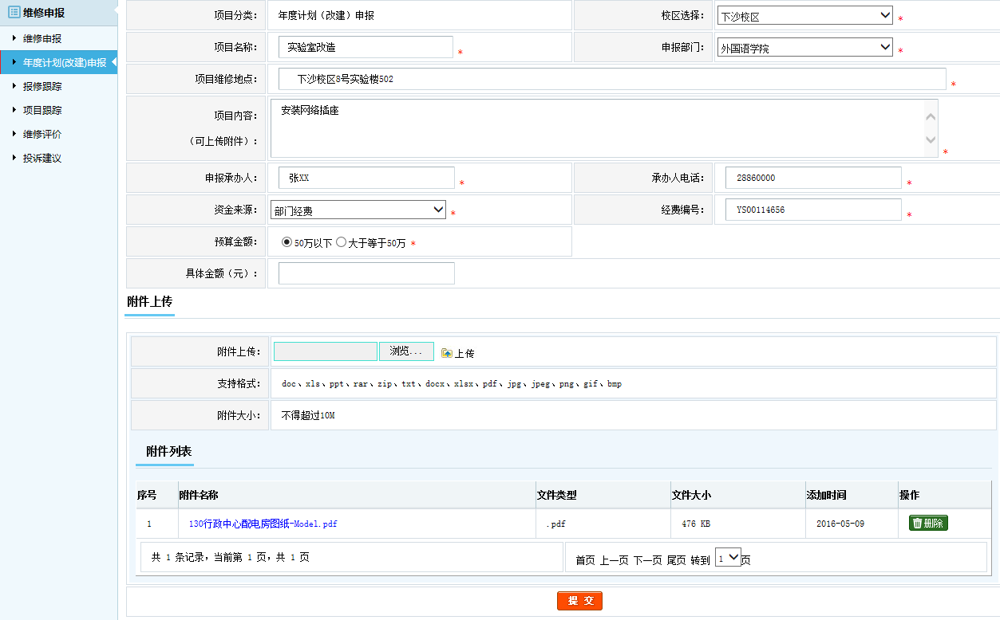 维修申报
维修申报
年度计划(改建)申报
报修跟踪
项目跟踪
维修评价
投诉建议
项目分类： 年度计划（改建）申报 校区选择： 下沙校区 *
项目名称： 实验室改造 * 申报部门： 外国语学院 *
项目维修地点： 下沙校区8号实验楼502 *
项目内容：
（可上传附件）：
安装网络插座 *
申报承办人： 张XX * 承办人电话： 28860000 *
资金来源： 部门经费 * 经费编号： YS00114656 *
预算金额： 50万以下 大于等于50万 *
具体金额（元）：
附件上传
附件上传： 浏览... 上传
支持格式： doc、xls、ppt、rar、zip、txt、docx、xlsx、pdf、jpg、jpeg、png、gif、bmp
附件大小： 不得超过10M
附件列表
序号 附件名称 文件类型 文件大小 添加时间 操作
1 130行政中心配电房图纸-Model.pdf .pdf 476 KB 2016-05-09 删除
共 1 条记录，当前第 1 页，共 1 页 首页 上一页 下一页 尾页 转到 1 页
提 交